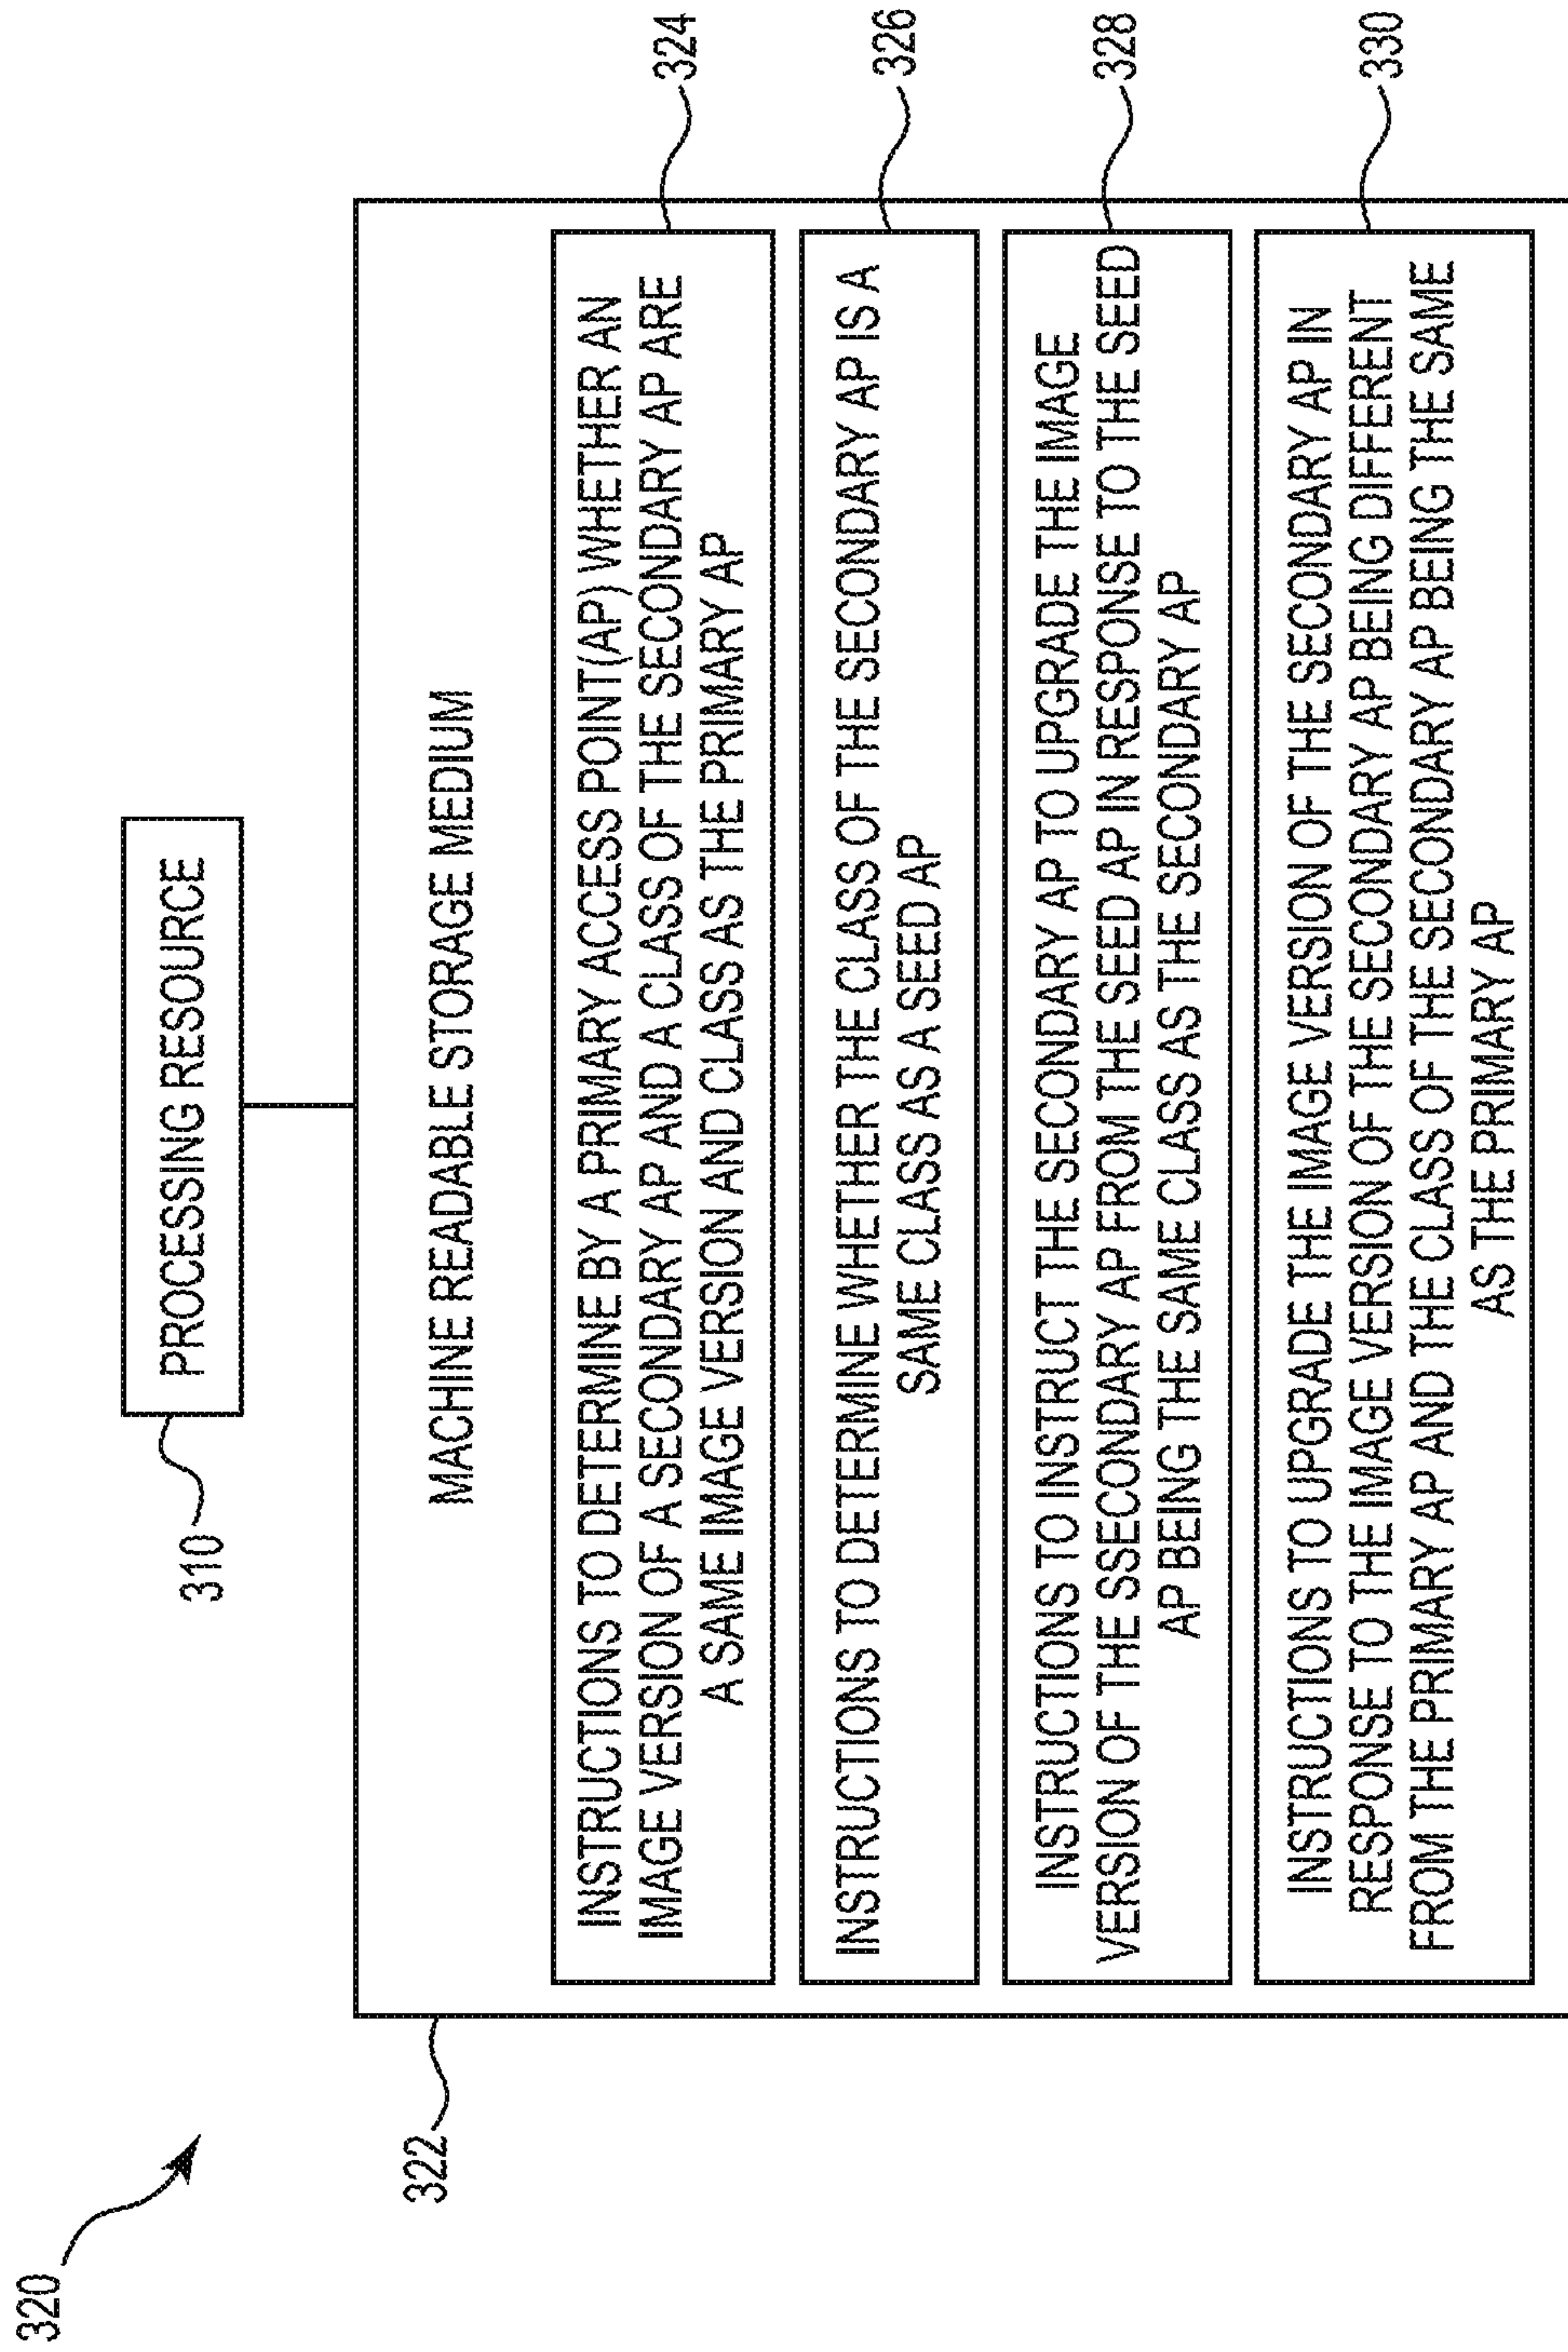 320
310
PROCESSING RESOURCE
322
MACHINE READABLE STORAGE MEDIUM
INSTRUCTIONS TO DETERMINE BY A PRIMARY ACCESS POINT(AP) WHETHER AN
IMAGE VERSION OF A SECONDARY AP AND A CLASS OF THE SECONDARY AP ARE
A SAME IMAGE VERSION AND CLASS AS THE PRIMARY AP
324
INSTRUCTIONS TO DETERMINE WHETHER THE CLASS OF THE SECONDARY AP IS A
SAME CLASS AS A SEED AP
326
INSTRUCTIONS TO INSTRUCT THE SECONDARY AP TO UPGRADE THE IMAGE
VERSION OF THE SSECONDARY AP FROM THE SEED AP IN RESPONSE TO THE SEED
AP BEING THE SAME CLASS AS THE SECONDARY AP
328
INSTRUCTIONS TO UPGRADE THE IMAGE VERSION OF THE SECONDARY AP IN
RESPONSE TO THE IMAGE VERSION OF THE SECONDARY AP BEING DIFFERENT
FROM THE PRIMARY AP AND THE CLASS OF THE SECONDARY AP BEING THE SAME
AS THE PRIMARY AP
330